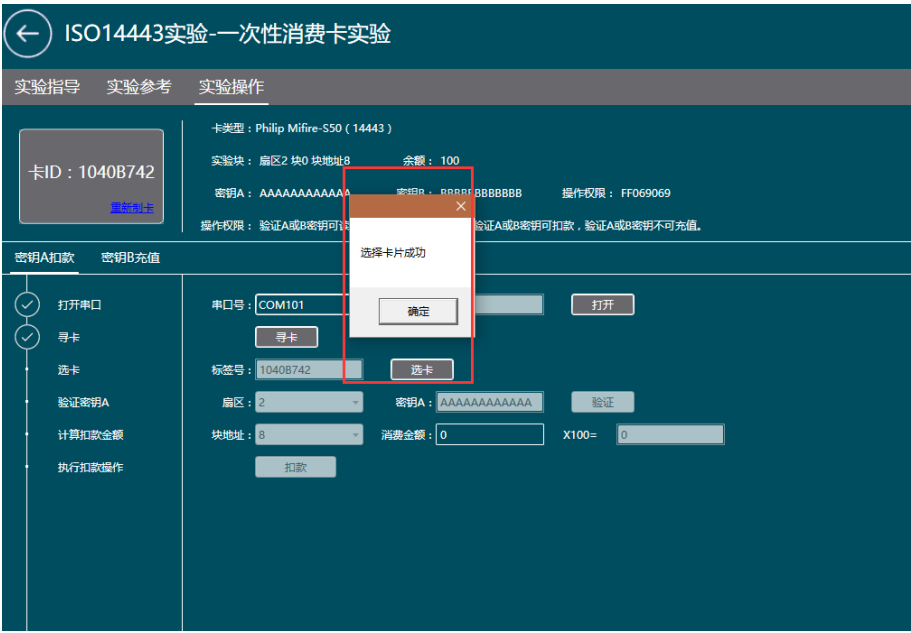 ISO14443实验-一次性消费卡实验
实验指导 实验参考 实验操作
卡ID：1040B742
重新制卡
卡类型：Philip Mifire-S50 ( 14443 )
实验块： 扇区2 块0 块地址8 余额： 100
密钥A： AAAAAAAAAAAA 密钥B： BBBBBBBBBBBB 操作权限： FF069069
操作权限： 验证A或B密钥可 验证A或B密钥可扣款，验证A或B密钥不可充值。
选择卡片成功
确定
密钥A扣款 密钥B充值
打开串口 串口号： COM101 打开
寻卡 寻卡
选卡 标签号： 1040B742 选卡
验证密钥A 扇区： 2 密钥A： AAAAAAAAAAAA 验证
计算扣款金额 块地址： 8 消费金额： 0 X100= 0
执行扣款操作 扣款